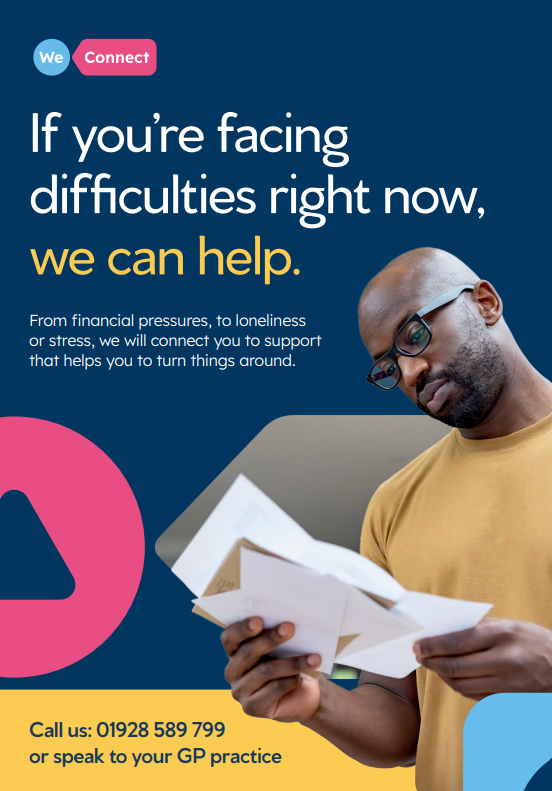 We Connect
If you’re facing
difficulties right now,
we can help.
From financial pressures, to loneliness
or stress, we will connect you to support
that helps you to turn things around.
Call us: 01928 589 799
or speak to your GP practice